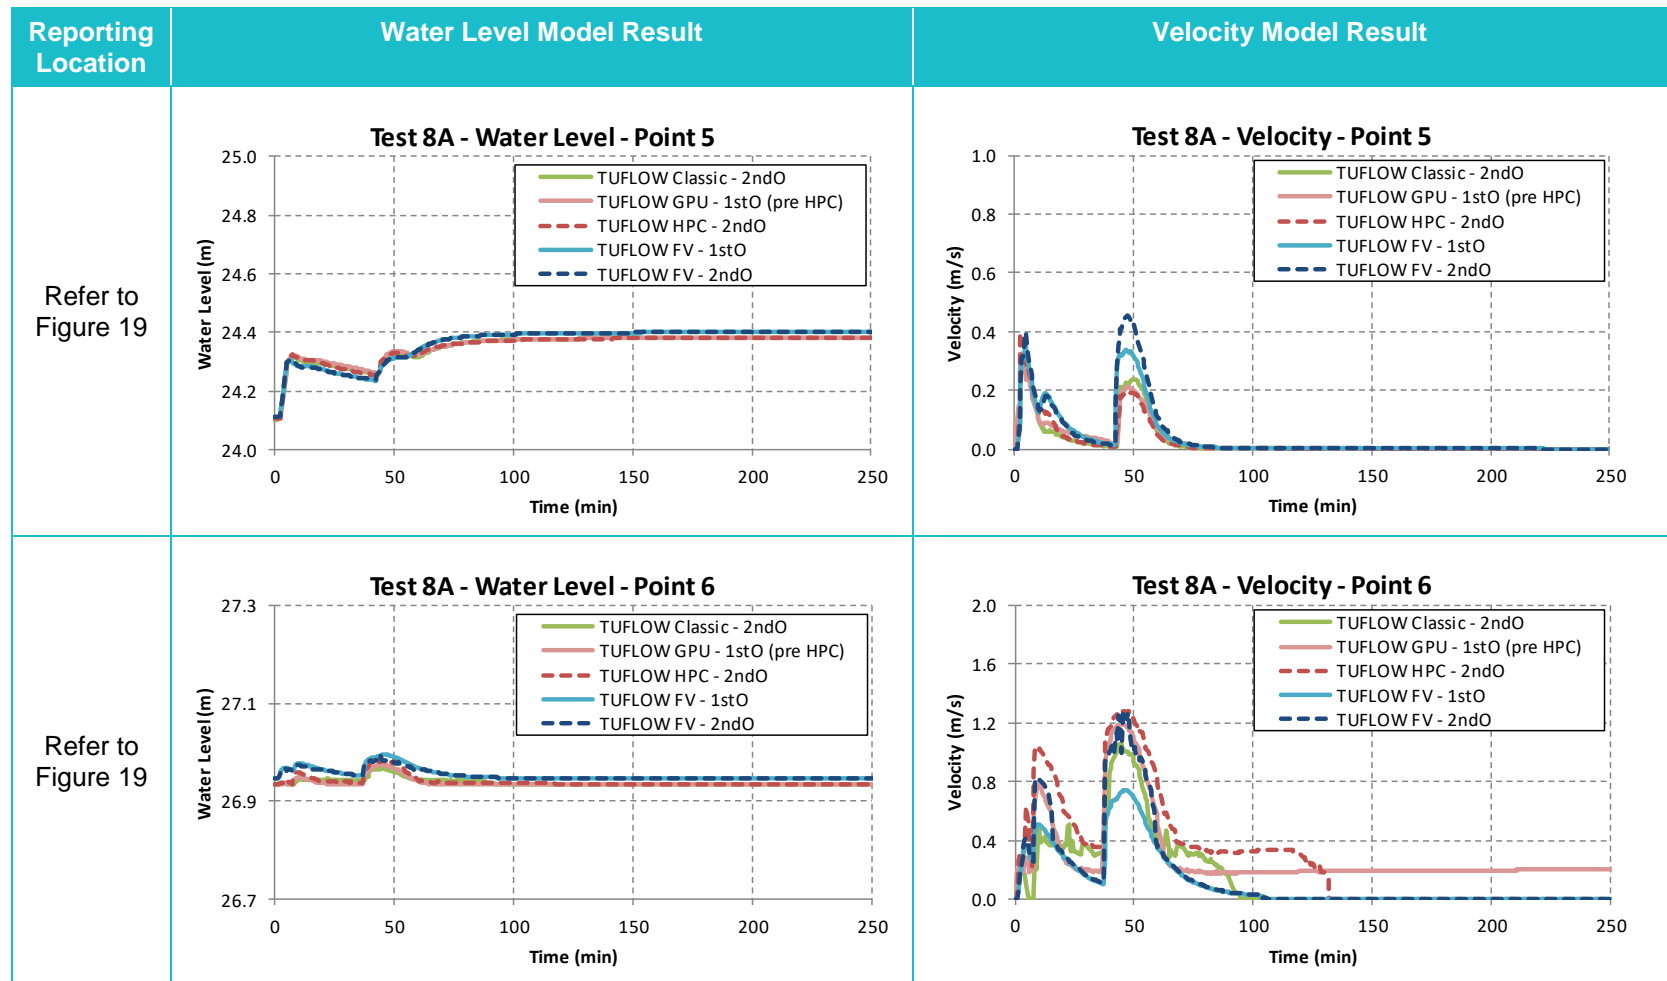 Reporting
Location
Water Level Model Result
Velocity Model Result
Refer to
Figure 19
Test 8A - Water Level - Point 5
Water Level (m)
25.0
24.8
24.6
24.4
24.2
24.0
TUFLOW Classic - 2ndO
TUFLOW GPU - 1stO (pre HPC)
TUFLOW HPC - 2ndO
TUFLOW FV - 1stO
TUFLOW FV - 2ndO
0 50 100 150 200 250
Time (min)
Test 8A - Velocity - Point 5
Velocity (m/s)
1.0
0.8
0.6
0.4
0.2
0.0
TUFLOW Classic - 2ndO
TUFLOW GPU - 1stO (pre HPC)
TUFLOW HPC - 2ndO
TUFLOW FV - 1stO
TUFLOW FV - 2ndO
0 50 100 150 200 250
Time (min)
Refer to
Figure 19
Test 8A - Water Level - Point 6
Water Level (m)
27.3
27.1
26.9
26.7
TUFLOW Classic - 2ndO
TUFLOW GPU - 1stO (pre HPC)
TUFLOW HPC - 2ndO
TUFLOW FV - 1stO
TUFLOW FV - 2ndO
0 50 100 150 200 250
Time (min)
Test 8A - Velocity - Point 6
Velocity (m/s)
2.0
1.6
1.2
0.8
0.4
0.0
TUFLOW Classic - 2ndO
TUFLOW GPU - 1stO (pre HPC)
TUFLOW HPC - 2ndO
TUFLOW FV - 1stO
TUFLOW FV - 2ndO
0 50 100 150 200 250
Time (min)